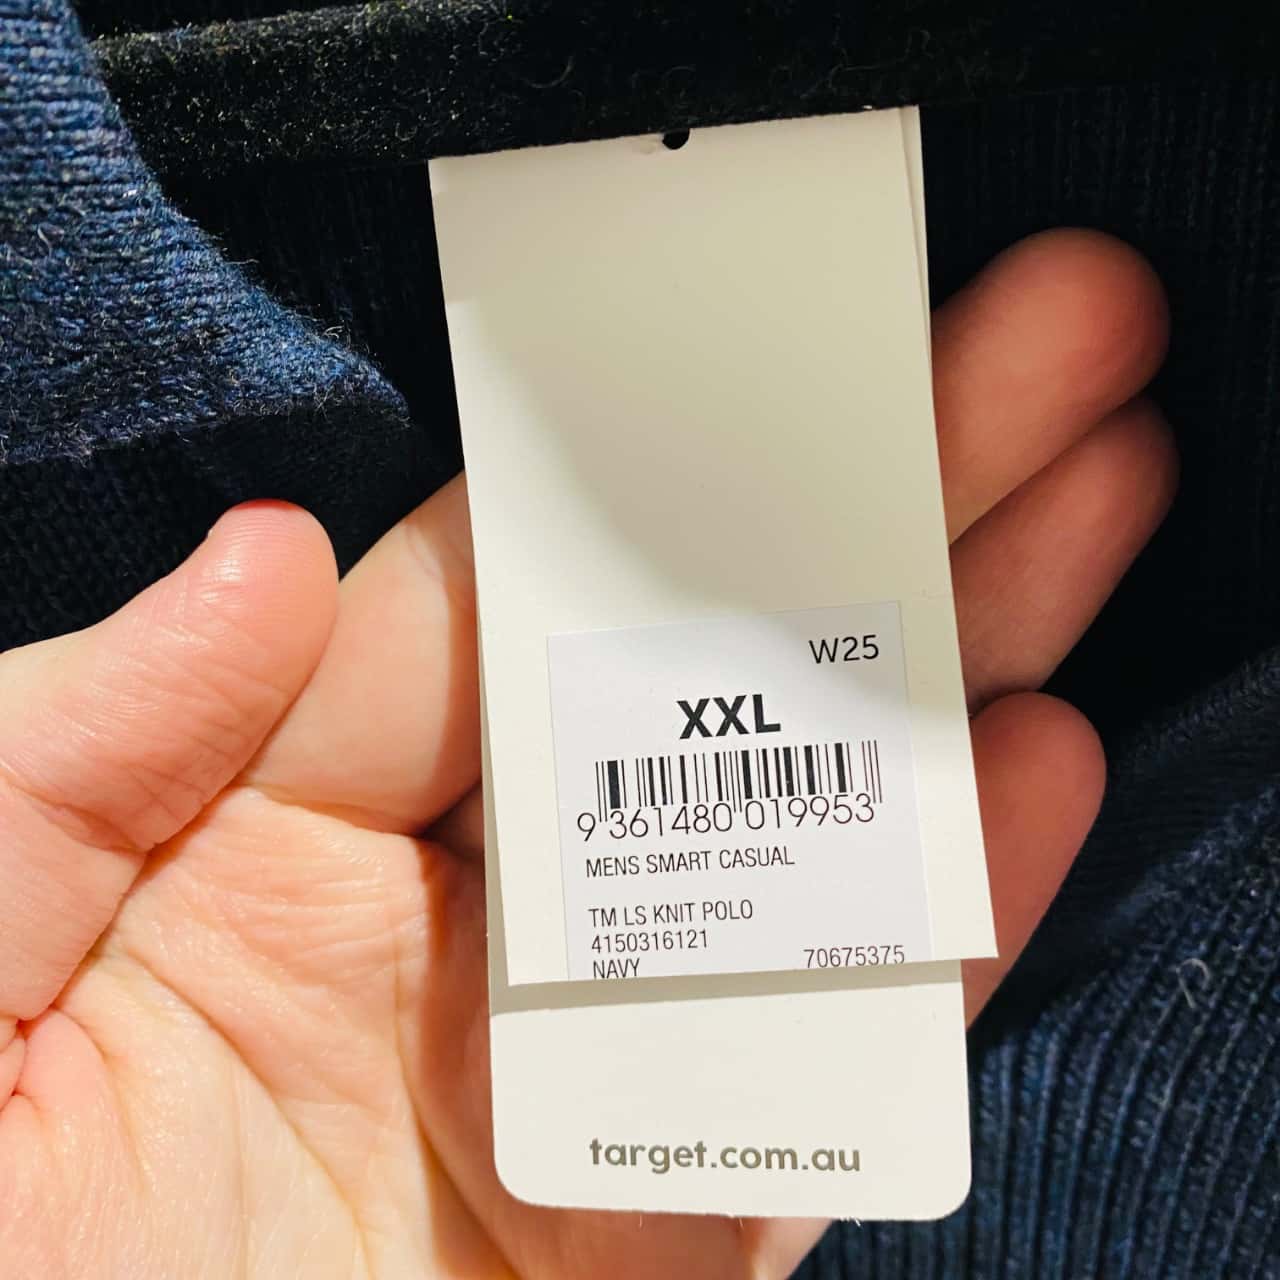 W25
XXL
9 361480 019953
MENS SMART CASUAL
TM LS KNIT POLO
4150316121
NAVY 70675375
target.com.au